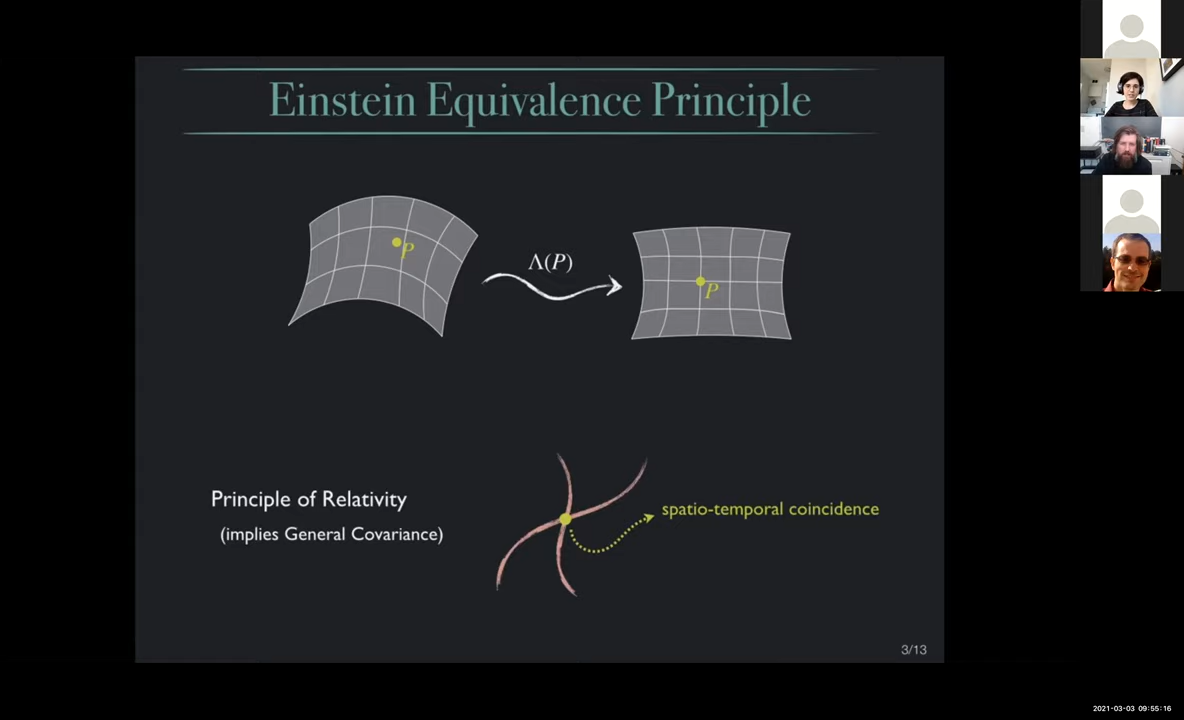 Einstein Equivalence Principle
P
Λ(P)
P
Principle of Relativity
(implies General Covariance)
spatio-temporal coincidence
3/13
2021-03-03 09:55:16